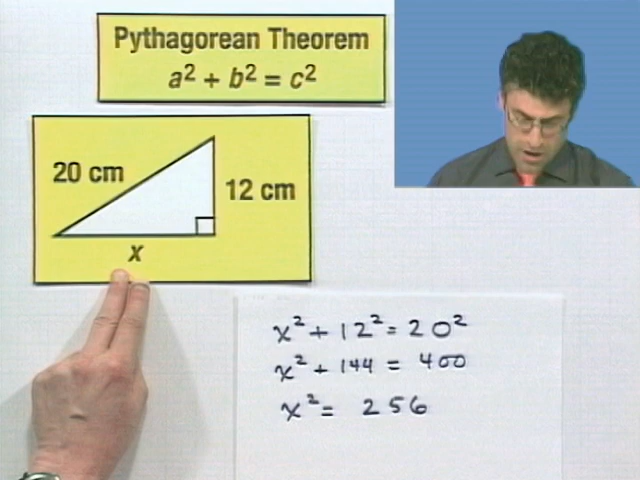 Pythagorean Theorem
a² + b² = c²
20 cm
12 cm
x
x² + 12² = 20²
x² + 144 = 400
x² = 256